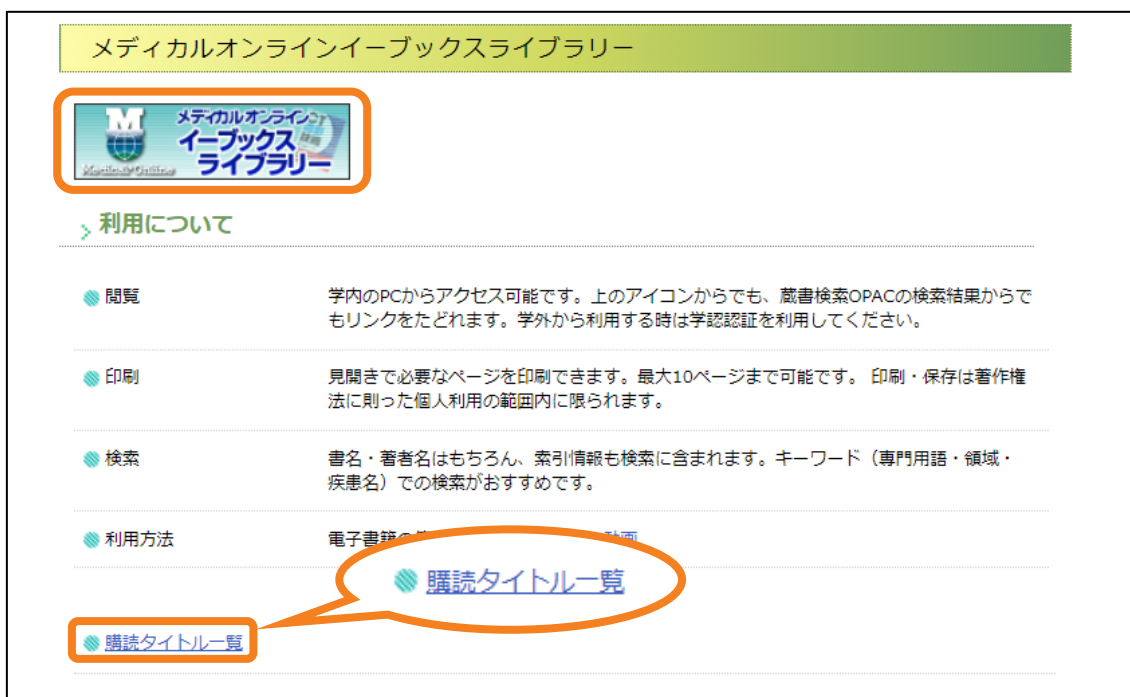 メディカルオンラインイーブックスライブラリー
メディカルオンライン
イーブックス
ライブラリー
Medical Online
利用について
閲覧
学内のPCからアクセス可能です。上のアイコンからでも、蔵書検索OPACの検索結果からで
もリンクをたどれます。学外から利用する時は学認認証を利用してください。
印刷
見開きで必要なページを印刷できます。最大10ページまで可能です。 印刷・保存は著作権
法に則った個人利用の範囲内に限られます。
検索
書名・著者名はもちろん、索引情報も検索に含まれます。キーワード（専門用語・領域・
疾患名）での検索がおすすめです。
利用方法
電子書籍の
購読タイトル一覧
購読タイトル一覧